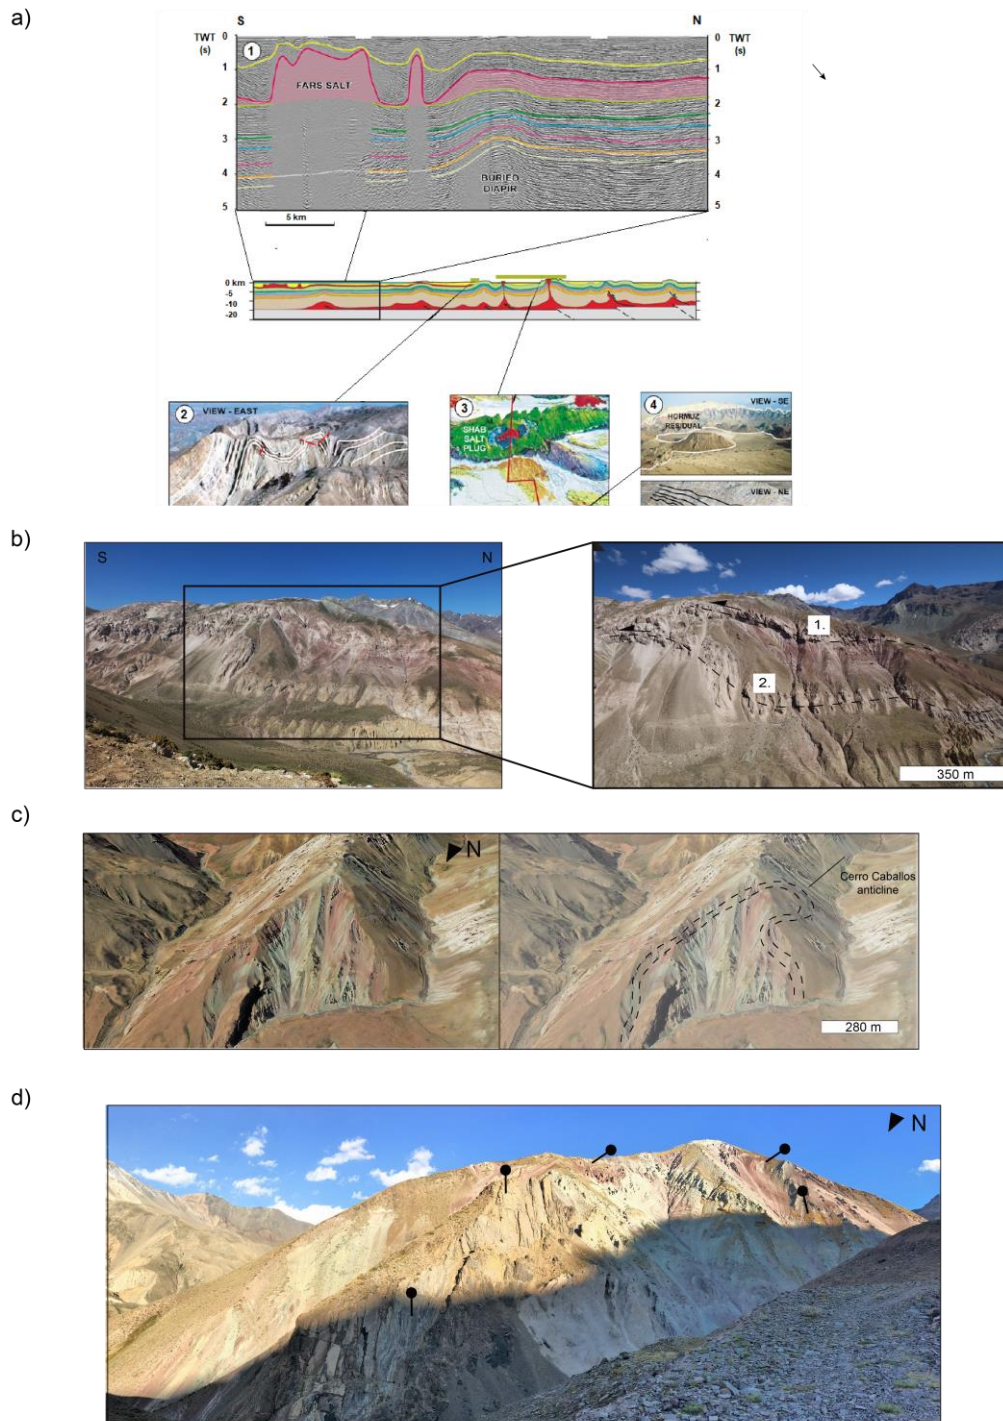 a)
S
N
TWT
(s)
0
1
2
3
4
5
1
FARS SALT
BURIED
DIAPIR
0
1
2
3
4
5
TWT
(s)
5 km
0 km
-5
-10
-20
2
VIEW - EAST
3
SHAB
SALT
PLUG
4
VIEW - SE
HORMUZ
RESIDUAL
VIEW - NE
b)
S
N
1.
2.
350 m
c)
N
Cerro Caballos
anticline
280 m
d)
N